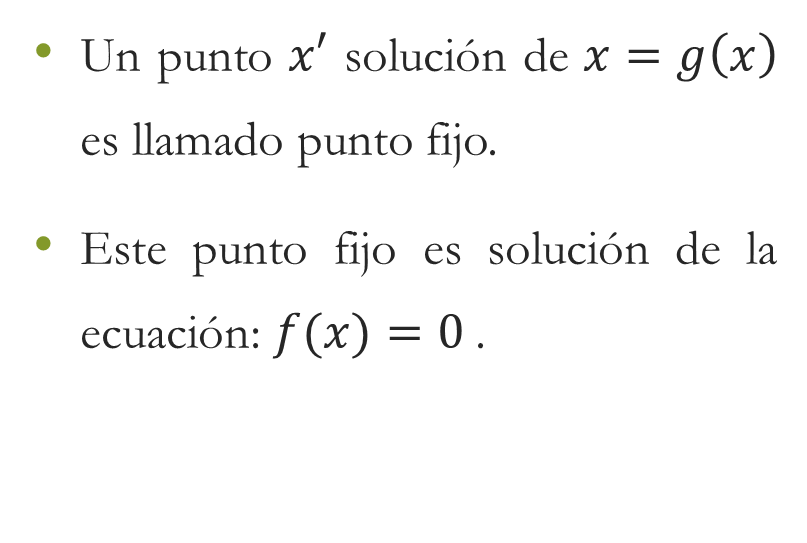 • Un punto x′ solución de x = g(x)
es llamado punto fijo.
• Este punto fijo es solución de la
ecuación: f(x) = 0 .